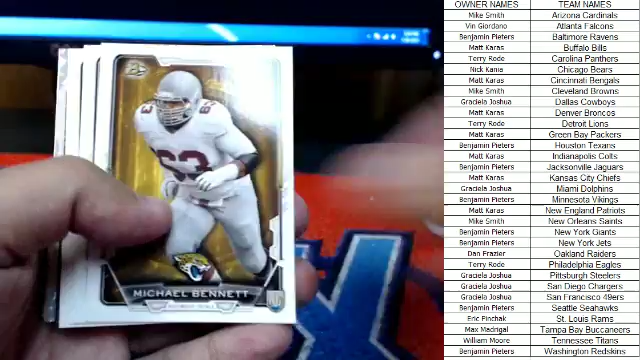 OWNER NAMES TEAM NAMES
Mike Smith Arizona Cardinals
Vin Giordano Atlanta Falcons
Benjamin Pieters Baltimore Ravens
Matt Karas Buffalo Bills
Terry Rode Carolina Panthers
Nick Kania Chicago Bears
Matt Karas Cincinnati Bengals
Mike Smith Cleveland Browns
Graciela Joshua Dallas Cowboys
Matt Karas Denver Broncos
Terry Rode Detroit Lions
Matt Karas Green Bay Packers
Benjamin Pieters Houston Texans
Matt Karas Indianapolis Colts
Benjamin Pieters Jacksonville Jaguars
Matt Karas Kansas City Chiefs
Graciela Joshua Miami Dolphins
Benjamin Pieters Minnesota Vikings
Matt Karas New England Patriots
Mike Smith New Orleans Saints
Benjamin Pieters New York Giants
Benjamin Pieters New York Jets
Dan Frazier Oakland Raiders
Terry Rode Philadelphia Eagles
Graciela Joshua Pittsburgh Steelers
Graciela Joshua San Diego Chargers
Graciela Joshua San Francisco 49ers
Benjamin Pieters Seattle Seahawks
Eric Pinchak St. Louis Rams
Max Madrigal Tampa Bay Buccaneers
William Moore Tennessee Titans
Benjamin Pieters Washington Redskins
63
63
MICHAEL BENNETT
RC